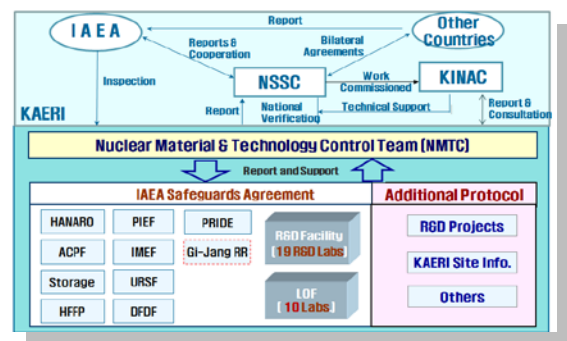 Report
IAEA
Other
Countries
Reports &
Cooperation
Bilateral
Agreements
NSSC
Work
Commissioned
KINAC
Inspection
KAERI
Report
National
Verification
Technical Support
Report &
Consultation
Nuclear Material & Technology Control Team (NMTC)
Report and Support
IAEA Safeguards Agreement
Additional Protocol
HANARO
PIEF
PRIDE
R&D Facility
[19 R&D Labs]
R&D Projects
ACPF
IMEF
Gi-Jang RR
KAERI Site Info.
Storage
URSF
LOF
[10 Labs]
Others
HFFP
DFDF